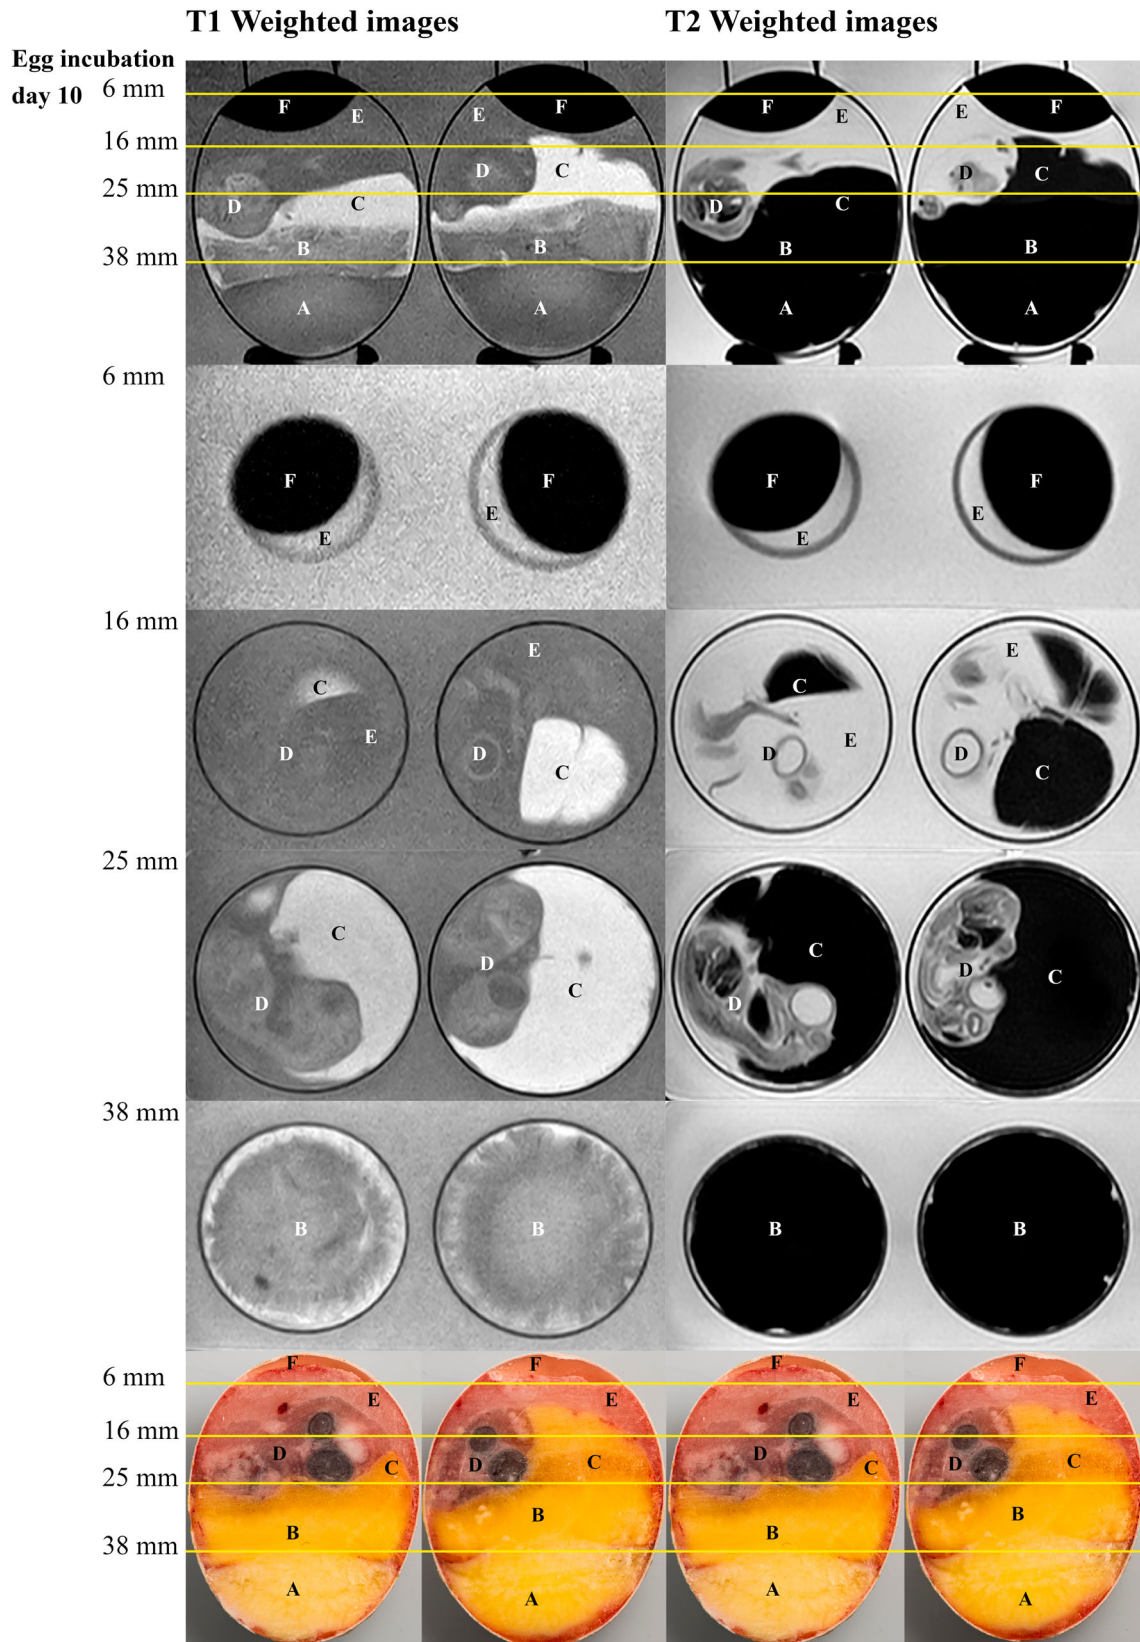 T1 Weighted images T2 Weighted images
Egg incubation
day 10 6 mm
F E E F F E E F
16 mm
D C D C
25 mm
D C D C
B B B B
38 mm
A A A A
6 mm
F F F F
E E E E
16 mm
E E
C C
D E D D E D
C C
25 mm
C C
D D D D
C C
38 mm
B B B B
F F F F
6 mm
E E E E
16 mm
D C D C D C D C
25 mm
B B B B
38 mm
A A A A